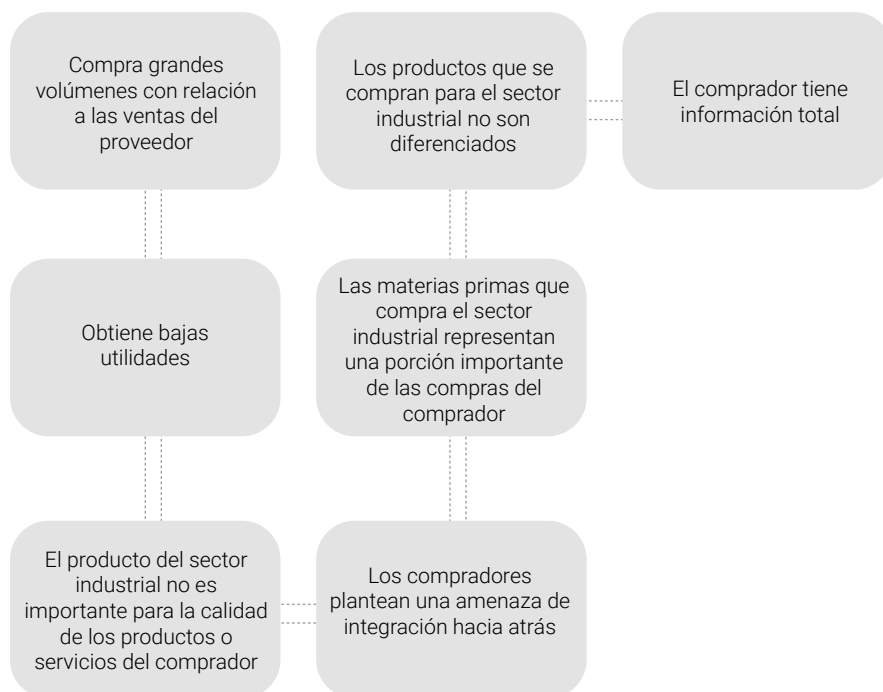 Compra grandes
volúmenes con relación
a las ventas del
proveedor
Obtiene bajas
utilidades
El producto del sector
industrial no es
importante para la calidad
de los productos o
servicios del comprador
Los compradores
plantean una amenaza de
integración hacia atrás
Las materias primas que
compra el sector
industrial representan
una porción importante
de las compras del
comprador
Los productos que se
compran para el sector
industrial no son
diferenciados
El comprador tiene
información total